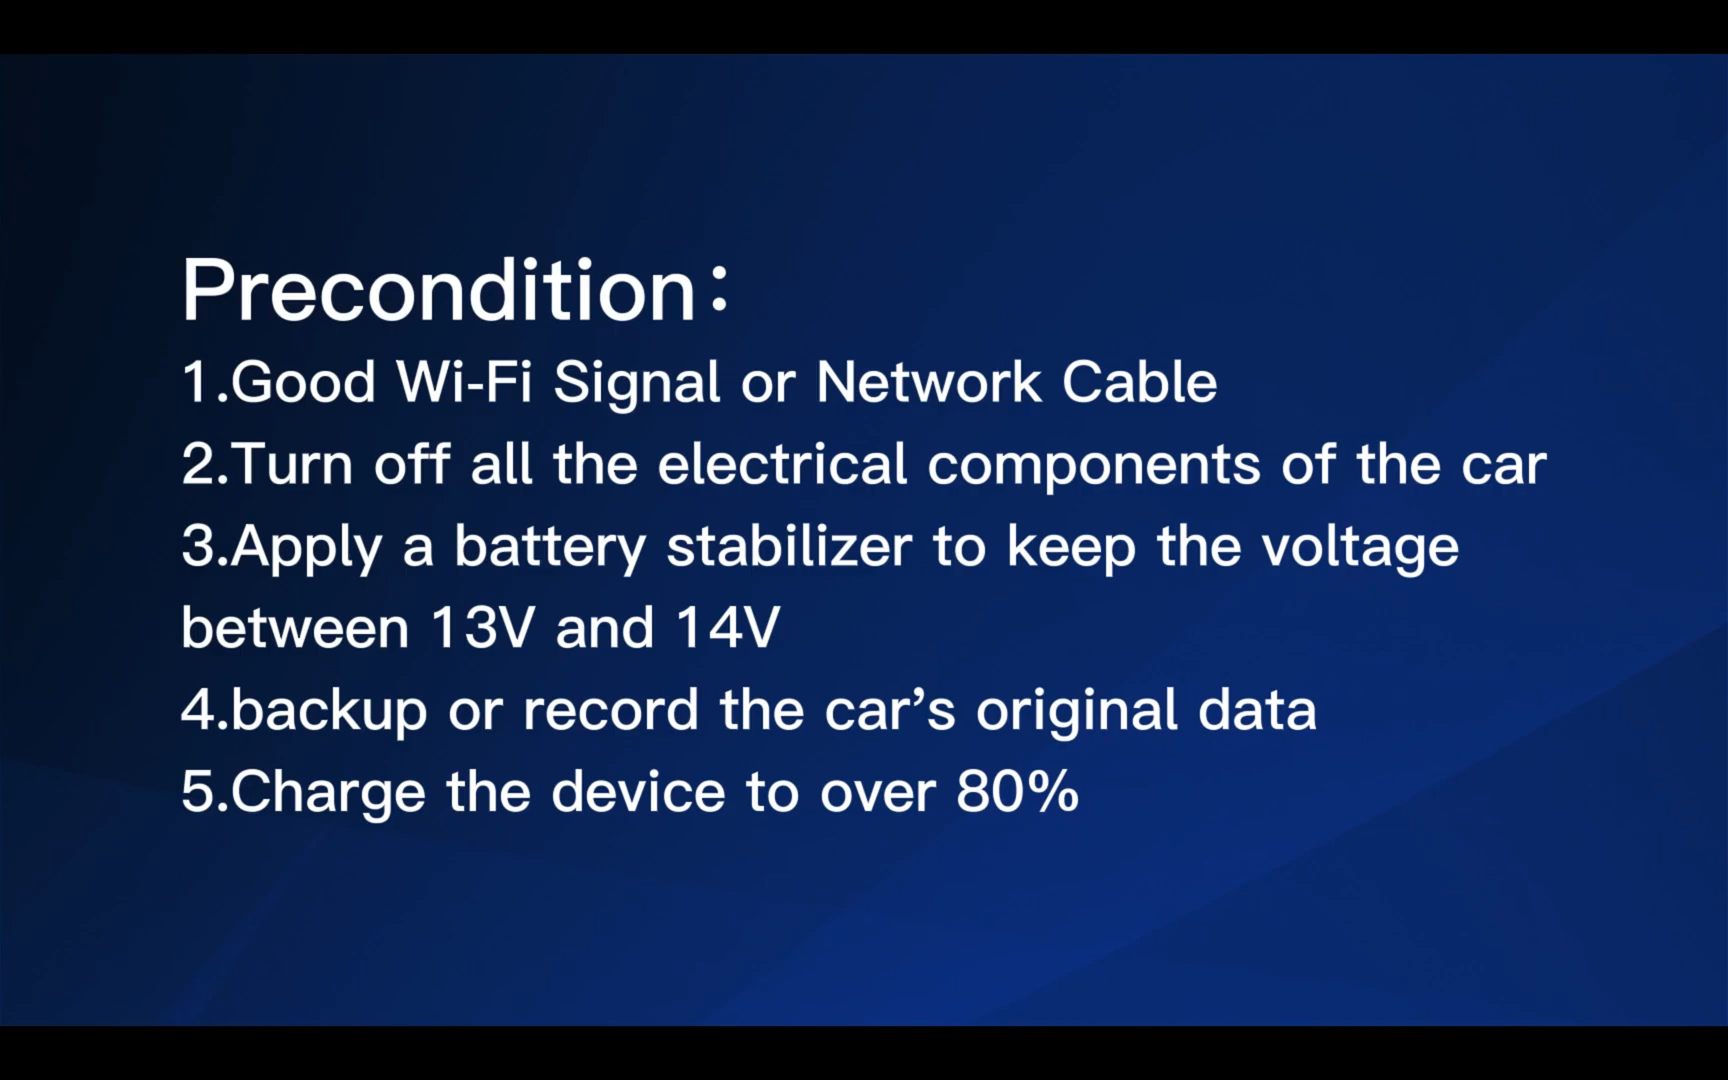 Precondition：
1.Good Wi-Fi Signal or Network Cable
2.Turn off all the electrical components of the car
3.Apply a battery stabilizer to keep the voltage
between 13V and 14V
4.backup or record the car’s original data
5.Charge the device to over 80%